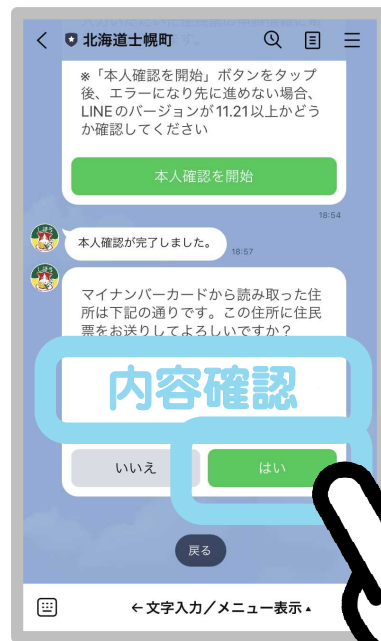 北海道士幌町
※「本人確認を開始」ボタンをタップ
後、エラーになり先に進めない場合、
LINEのバージョンが11.21以上かどう
か確認してください
本人確認を開始
18:54
本人確認が完了しました。
18:57
マイナンバーカードから読み取った住
所は下記の通りです。この住所に住民
票をお送りしてよろしいですか？
内容確認
いいえ
はい
戻る
←文字入力/メニュー表示▲